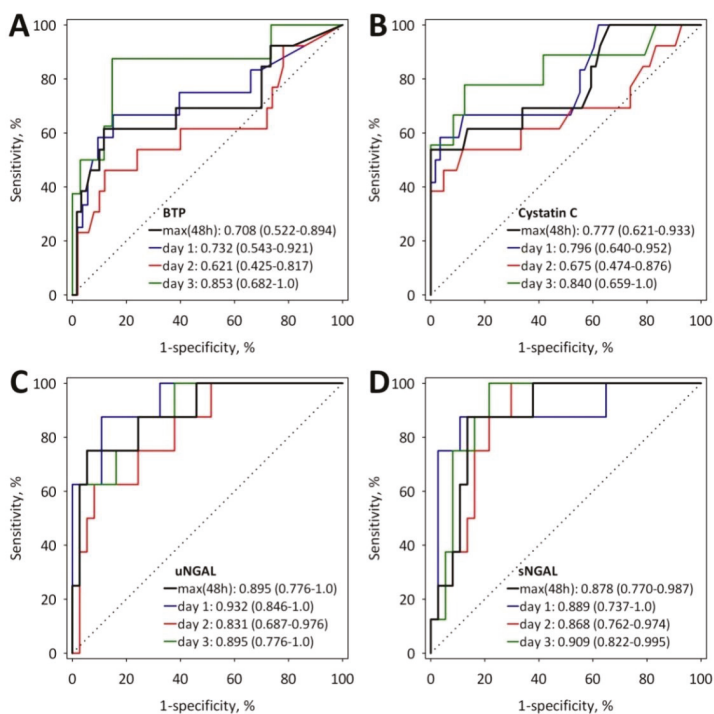 A
Sensitivity, %
100
80
60
40
20
0
BTP
max(48h): 0.708 (0.522-0.894)
day 1: 0.732 (0.543-0.921)
day 2: 0.621 (0.425-0.817)
day 3: 0.853 (0.682-1.0)
0 20 40 60 80 100
1-specificity, %
B
Sensitivity, %
100
80
60
40
20
0
Cystatin C
max(48h): 0.777 (0.621-0.933)
day 1: 0.796 (0.640-0.952)
day 2: 0.675 (0.474-0.876)
day 3: 0.840 (0.659-1.0)
0 20 40 60 80 100
1-specificity, %
C
Sensitivity, %
100
80
60
40
20
0
uNGAL
max(48h): 0.895 (0.776-1.0)
day 1: 0.932 (0.846-1.0)
day 2: 0.831 (0.687-0.976)
day 3: 0.895 (0.776-1.0)
0 20 40 60 80 100
1-specificity, %
D
Sensitivity, %
100
80
60
40
20
0
sNGAL
max(48h): 0.878 (0.770-0.987)
day 1: 0.889 (0.737-1.0)
day 2: 0.868 (0.762-0.974)
day 3: 0.909 (0.822-0.995)
0 20 40 60 80 100
1-specificity, %